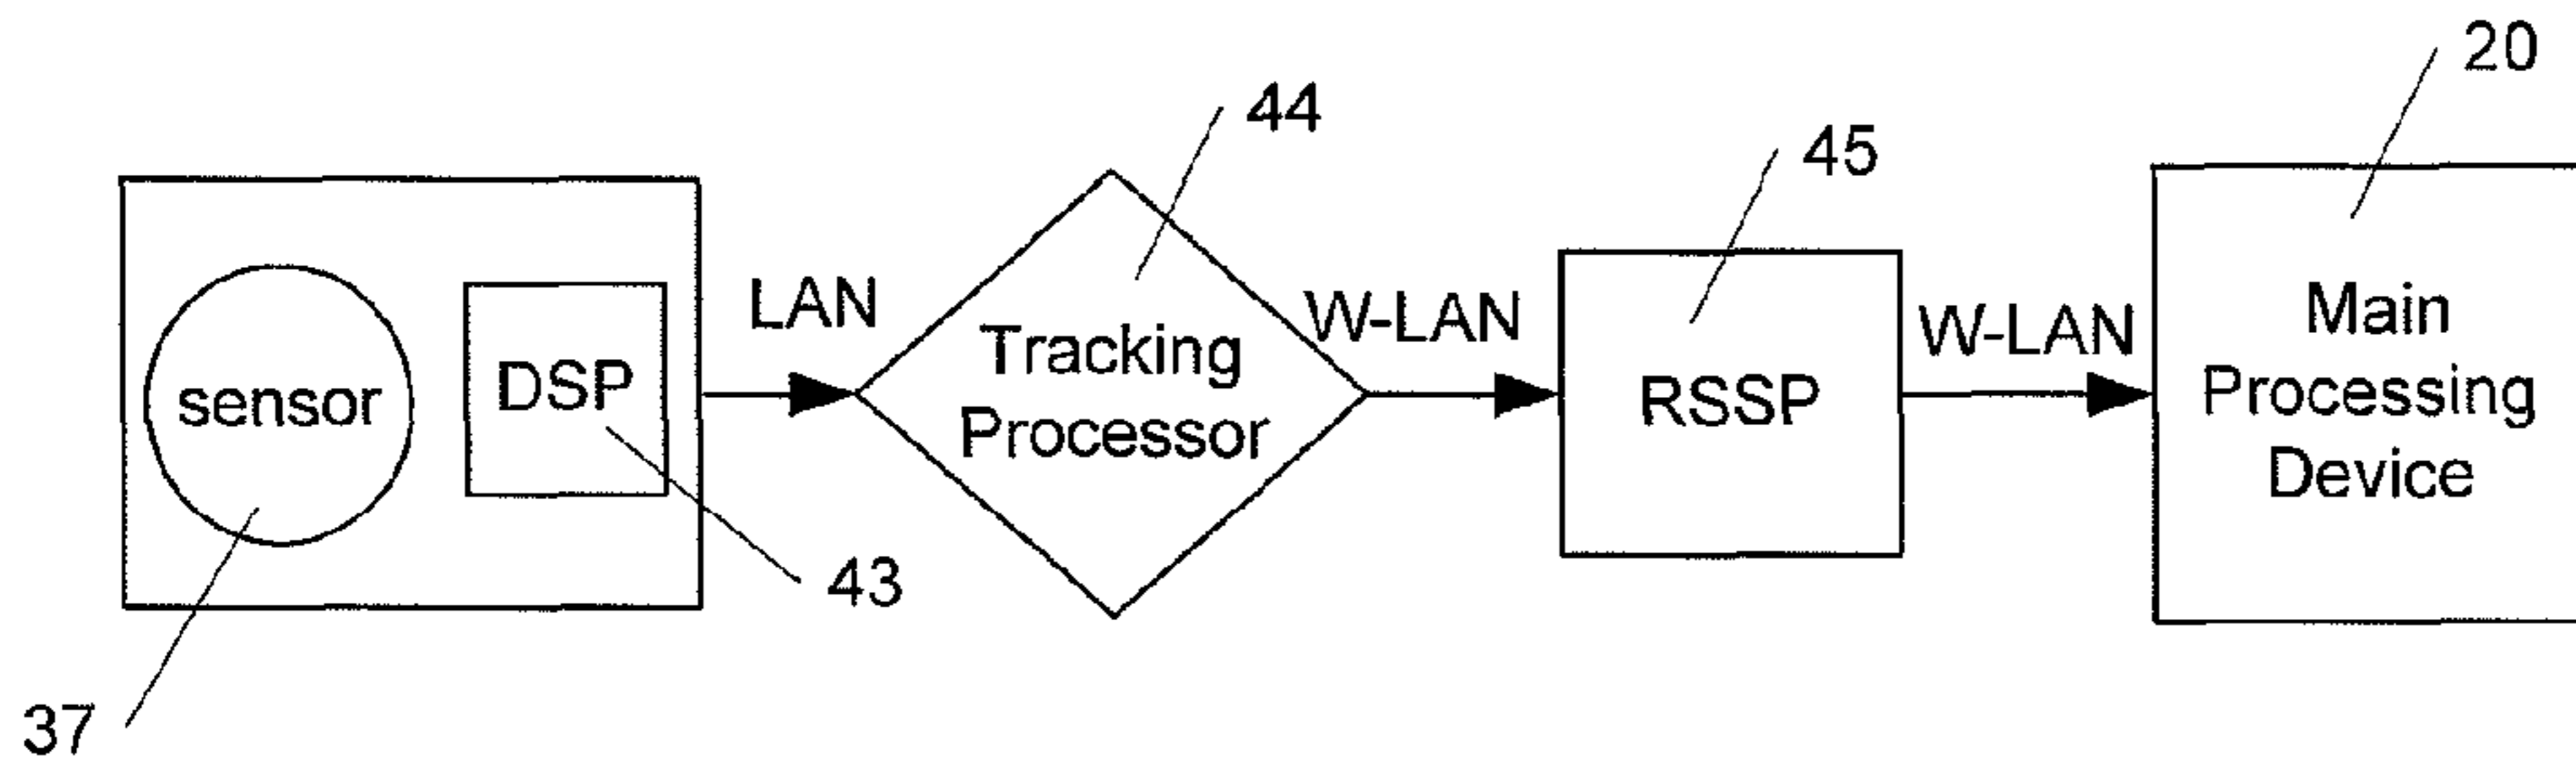 20
44
45
LAN
W-LAN
W-LAN
sensor
DSP
Tracking
Processor
RSSP
Main
Processing
Device
43
37